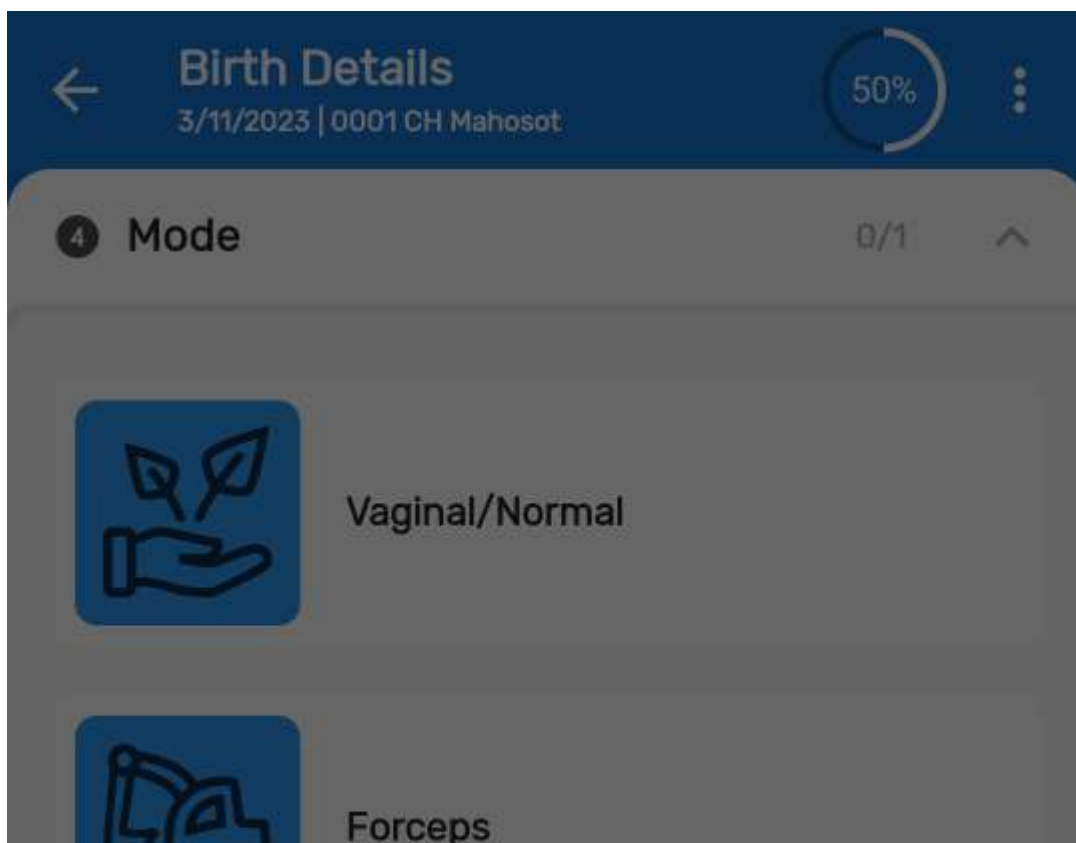 Birth Details
50%
3/11/2023 | 0001 CH Mahosot
4 Mode 0/1
Vaginal/Normal
Forceps